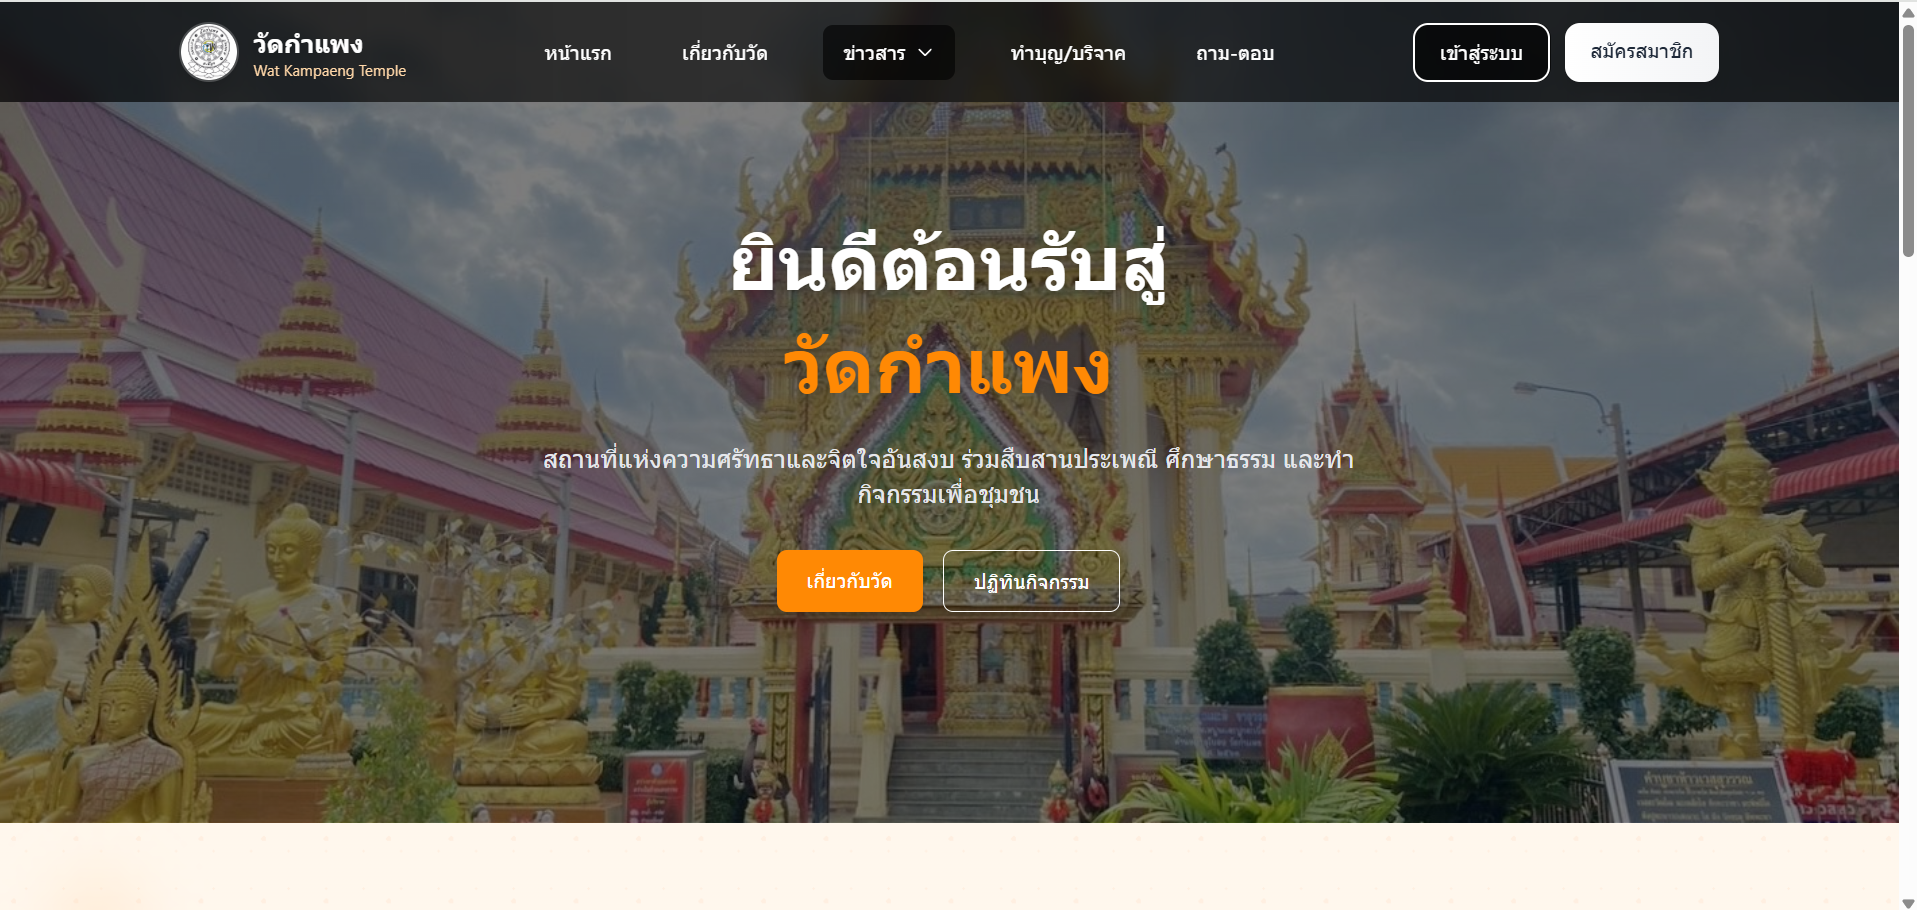 วัดกำแพง
Wat Kampaeng Temple
หน้าแรก
เกี่ยวกับวัด
ข่าวสาร
ทำบุญ/บริจาค
ถาม-ตอบ
เข้าสู่ระบบ
สมัครสมาชิก
ยินดีต้อนรับสู่
วัดกำแพง
สถานที่แห่งความศรัทธาและจิตใจอันสงบ ร่วมสืบสานประเพณี ศึกษาธรรม และทำ
กิจกรรมเพื่อชุมชน
เกี่ยวกับวัด
ปฏิทินกิจกรรม